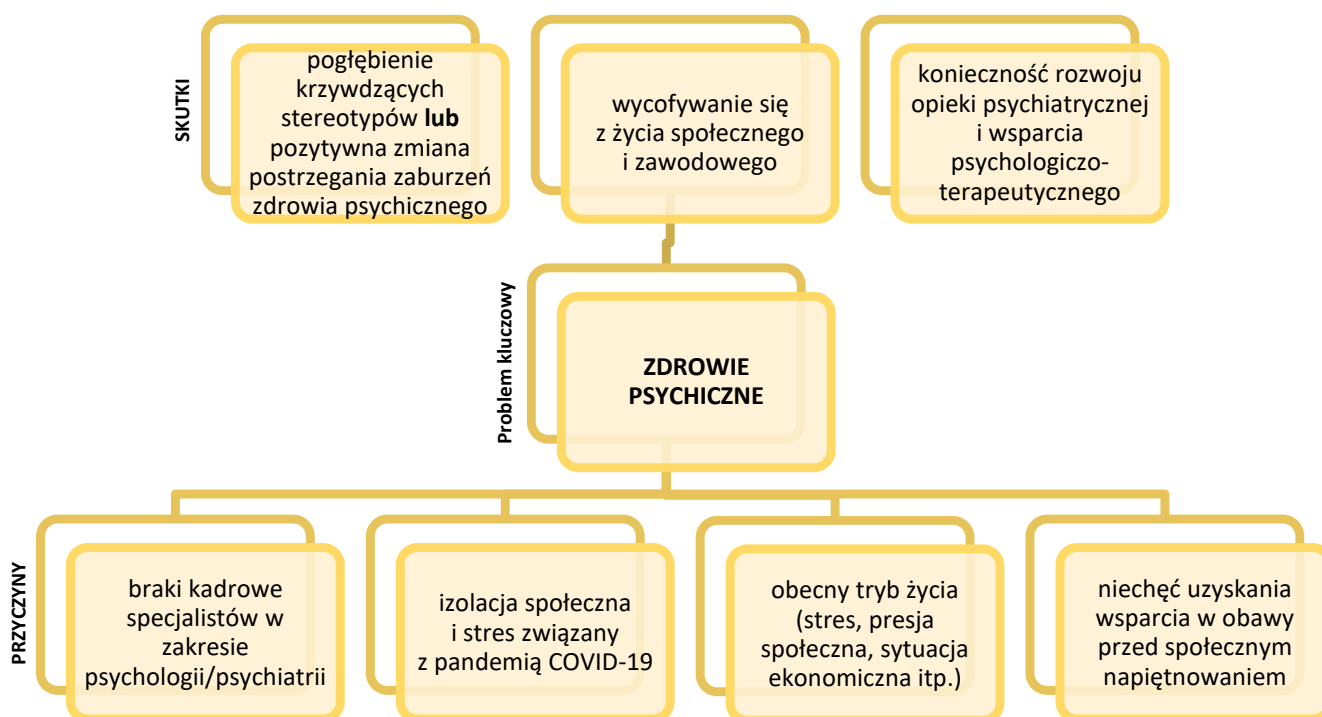 SKUTKI
pogłębienie
krzywdzących
stereotypów lub
pozytywna zmiana
postrzegania zaburzeń
zdrowia psychicznego
wycofywanie się
z życia społecznego
i zawodowego
konieczność rozwoju
opieki psychiatrycznej
i wsparcia
psychologiczo-
terapeutycznego
Problem kluczowy
ZDROWIE
PSYCHICZNE
PRZYCZYNY
braki kadrowe
specjalistów w
zakresie
psychologii/psychiatrii
izolacja społeczna
i stres związany
z pandemią COVID-19
obecny tryb życia
(stres, presja
społeczna, sytuacja
ekonomiczna itp.)
niechęć uzyskania
wsparcia w obawy
przed społecznym
napiętnowaniem